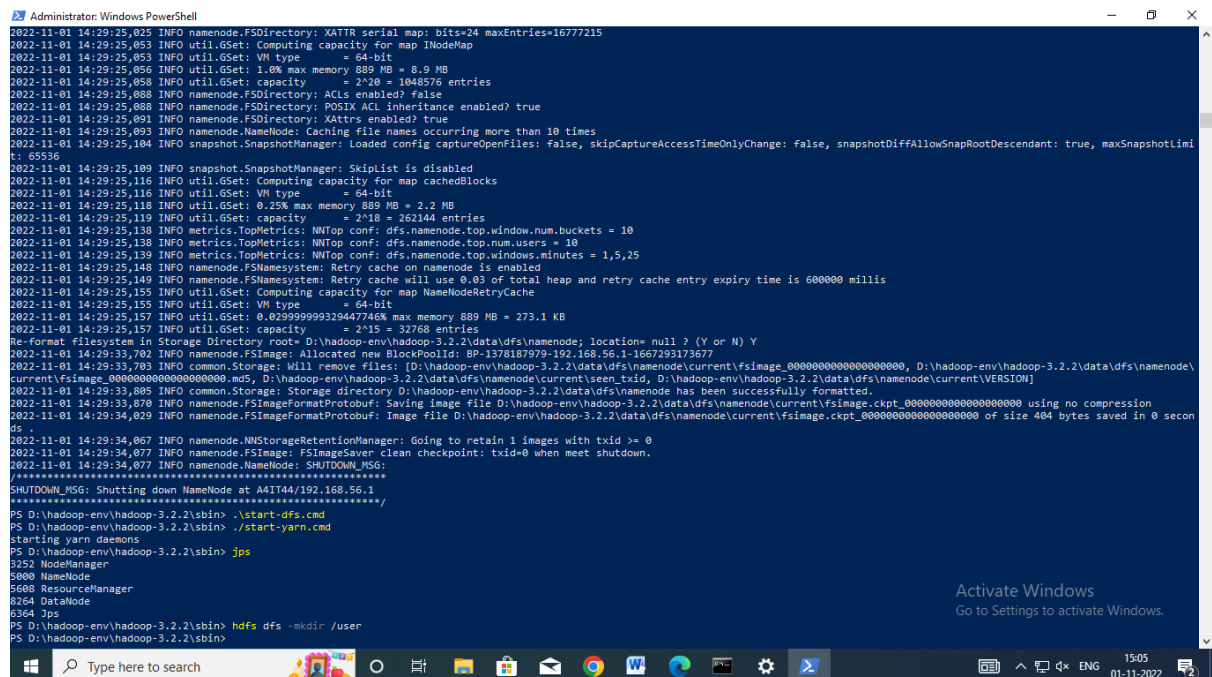 Administrator: Windows PowerShell
2022-11-01 14:29:25,025 INFO namenode.FSDirectory: XATTR serial map: bits=24 maxEntries=16777215
2022-11-01 14:29:25,053 INFO util.GSet: Computing capacity for map INodeMap
2022-11-01 14:29:25,053 INFO util.GSet: VM type       = 64-bit
2022-11-01 14:29:25,056 INFO util.GSet: 1.0% max memory 889 MB = 8.9 MB
2022-11-01 14:29:25,058 INFO util.GSet: capacity      = 2^20 = 1048576 entries
2022-11-01 14:29:25,088 INFO namenode.FSDirectory: ACLs enabled? false
2022-11-01 14:29:25,088 INFO namenode.FSDirectory: POSIX ACL inheritance enabled? true
2022-11-01 14:29:25,091 INFO namenode.FSDirectory: XAttrs enabled? true
2022-11-01 14:29:25,093 INFO namenode.NameNode: Caching file names occurring more than 10 times
2022-11-01 14:29:25,104 INFO snapshot.SnapshotManager: Loaded config captureOpenFiles: false, skipCaptureAccessTimeOnlyChange: false, snapshotDiffAllowSnapRootDescendant: true, maxSnapshotLimi
t: 65536
2022-11-01 14:29:25,109 INFO snapshot.SnapshotManager: SkipList is disabled
2022-11-01 14:29:25,116 INFO util.GSet: Computing capacity for map cachedBlocks
2022-11-01 14:29:25,116 INFO util.GSet: VM type       = 64-bit
2022-11-01 14:29:25,118 INFO util.GSet: 0.25% max memory 889 MB = 2.2 MB
2022-11-01 14:29:25,119 INFO util.GSet: capacity      = 2^18 = 262144 entries
2022-11-01 14:29:25,138 INFO metrics.TopMetrics: NNTop conf: dfs.namenode.top.window.num.buckets = 10
2022-11-01 14:29:25,138 INFO metrics.TopMetrics: NNTop conf: dfs.namenode.top.num.users = 10
2022-11-01 14:29:25,139 INFO metrics.TopMetrics: NNTop conf: dfs.namenode.top.windows.minutes = 1,5,25
2022-11-01 14:29:25,148 INFO namenode.FSNamesystem: Retry cache on namenode is enabled
2022-11-01 14:29:25,149 INFO namenode.FSNamesystem: Retry cache will use 0.03 of total heap and retry cache entry expiry time is 600000 millis
2022-11-01 14:29:25,155 INFO util.GSet: Computing capacity for map NameNodeRetryCache
2022-11-01 14:29:25,155 INFO util.GSet: VM type       = 64-bit
2022-11-01 14:29:25,157 INFO util.GSet: 0.029999999329447746% max memory 889 MB = 273.1 KB
2022-11-01 14:29:25,157 INFO util.GSet: capacity      = 2^15 = 32768 entries
Re-format filesystem in Storage Directory root= D:\hadoop-env\hadoop-3.2.2\data\dfs\namenode; location= null ? (Y or N) Y
2022-11-01 14:29:33,702 INFO namenode.FSImage: Allocated new BlockPoolId: BP-1378187979-192.168.56.1-1667293173677
2022-11-01 14:29:33,703 INFO common.Storage: Will remove files: [D:\hadoop-env\hadoop-3.2.2\data\dfs\namenode\current\fsimage_0000000000000000000, D:\hadoop-env\hadoop-3.2.2\data\dfs\namenode\
current\fsimage_0000000000000000000.md5, D:\hadoop-env\hadoop-3.2.2\data\dfs\namenode\current\seen_txid, D:\hadoop-env\hadoop-3.2.2\data\dfs\namenode\current\VERSION]
2022-11-01 14:29:33,805 INFO common.Storage: Storage directory D:\hadoop-env\hadoop-3.2.2\data\dfs\namenode has been successfully formatted.
2022-11-01 14:29:33,870 INFO namenode.FSImageFormatProtobuf: Saving image file D:\hadoop-env\hadoop-3.2.2\data\dfs\namenode\current\fsimage.ckpt_0000000000000000000 using no compression
2022-11-01 14:29:34,029 INFO namenode.FSImageFormatProtobuf: Image file D:\hadoop-env\hadoop-3.2.2\data\dfs\namenode\current\fsimage.ckpt_0000000000000000000 of size 404 bytes saved in 0 secon
ds .
2022-11-01 14:29:34,067 INFO namenode.NNStorageRetentionManager: Going to retain 1 images with txid >= 0
2022-11-01 14:29:34,077 INFO namenode.FSImage: FSImageSaver clean checkpoint: txid=0 when meet shutdown.
2022-11-01 14:29:34,077 INFO namenode.NameNode: SHUTDOWN_MSG:
/************************************************************
SHUTDOWN_MSG: Shutting down NameNode at A4IT44/192.168.56.1
************************************************************/
PS D:\hadoop-env\hadoop-3.2.2\sbin> .\start-dfs.cmd
PS D:\hadoop-env\hadoop-3.2.2\sbin> ./start-yarn.cmd
starting yarn daemons
PS D:\hadoop-env\hadoop-3.2.2\sbin> jps
3252 NodeManager
5000 NameNode
5608 ResourceManager
8264 DataNode
6364 Jps
PS D:\hadoop-env\hadoop-3.2.2\sbin> hdfs dfs -mkdir /user
PS D:\hadoop-env\hadoop-3.2.2\sbin>
Activate Windows
Go to Settings to activate Windows.
Type here to search
ENG
15:05
01-11-2022
2